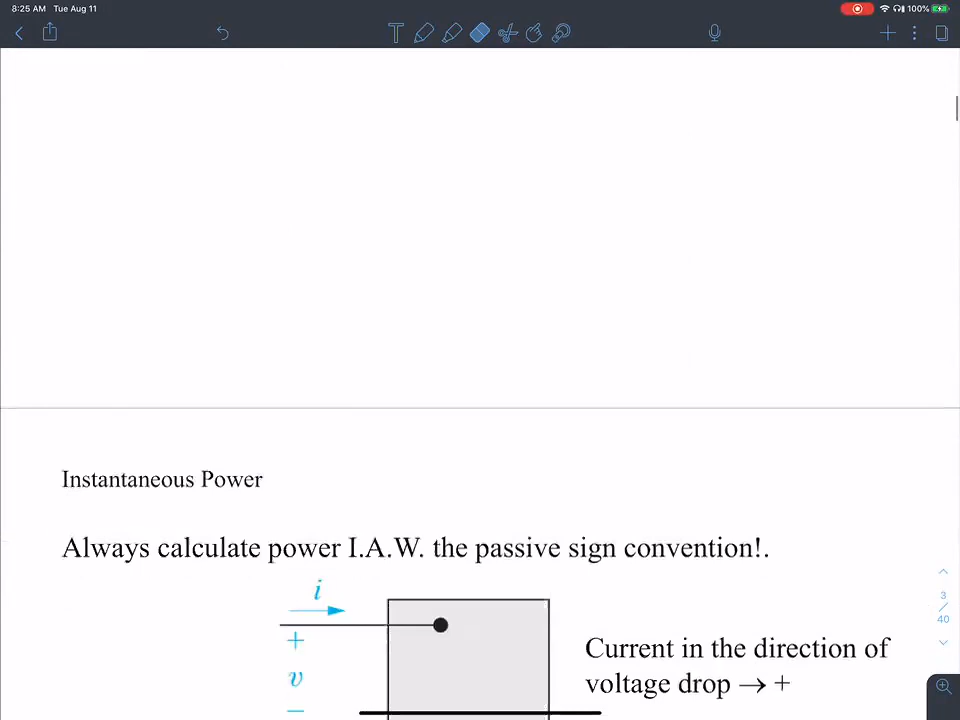 8:25 AM Tue Aug 11
100%
T
Instantaneous Power
Always calculate power I.A.W. the passive sign convention!.
i
+
v
−
Current in the direction of
voltage drop → +
3
/
40